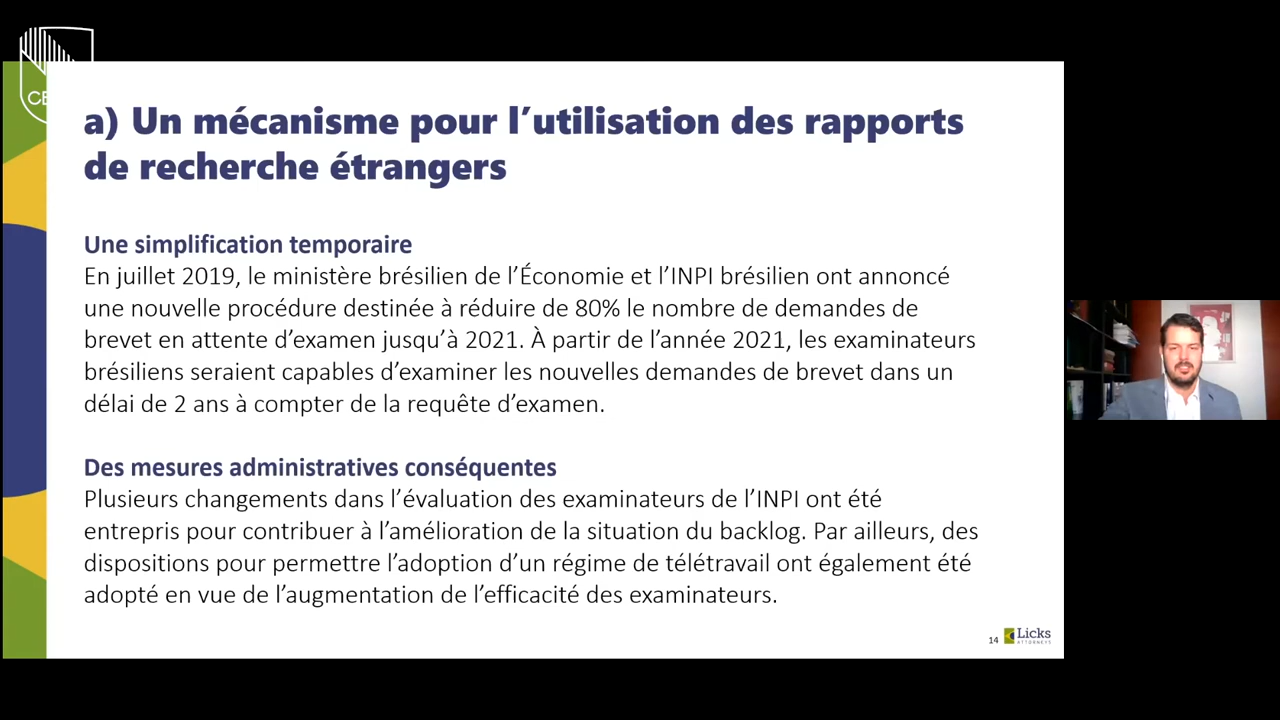 CE
a) Un mécanisme pour l’utilisation des rapports
de recherche étrangers
Une simplification temporaire
En juillet 2019, le ministère brésilien de l’Économie et l’INPI brésilien ont annoncé
une nouvelle procédure destinée à réduire de 80% le nombre de demandes de
brevet en attente d’examen jusqu’à 2021. À partir de l’année 2021, les examinateurs
brésiliens seraient capables d’examiner les nouvelles demandes de brevet dans un
délai de 2 ans à compter de la requête d’examen.
Des mesures administratives conséquentes
Plusieurs changements dans l’évaluation des examinateurs de l’INPI ont été
entrepris pour contribuer à l’amélioration de la situation du backlog. Par ailleurs, des
dispositions pour permettre l’adoption d’un régime de télétravail ont également été
adopté en vue de l’augmentation de l’efficacité des examinateurs.
14 Licks
ATTORNEYS